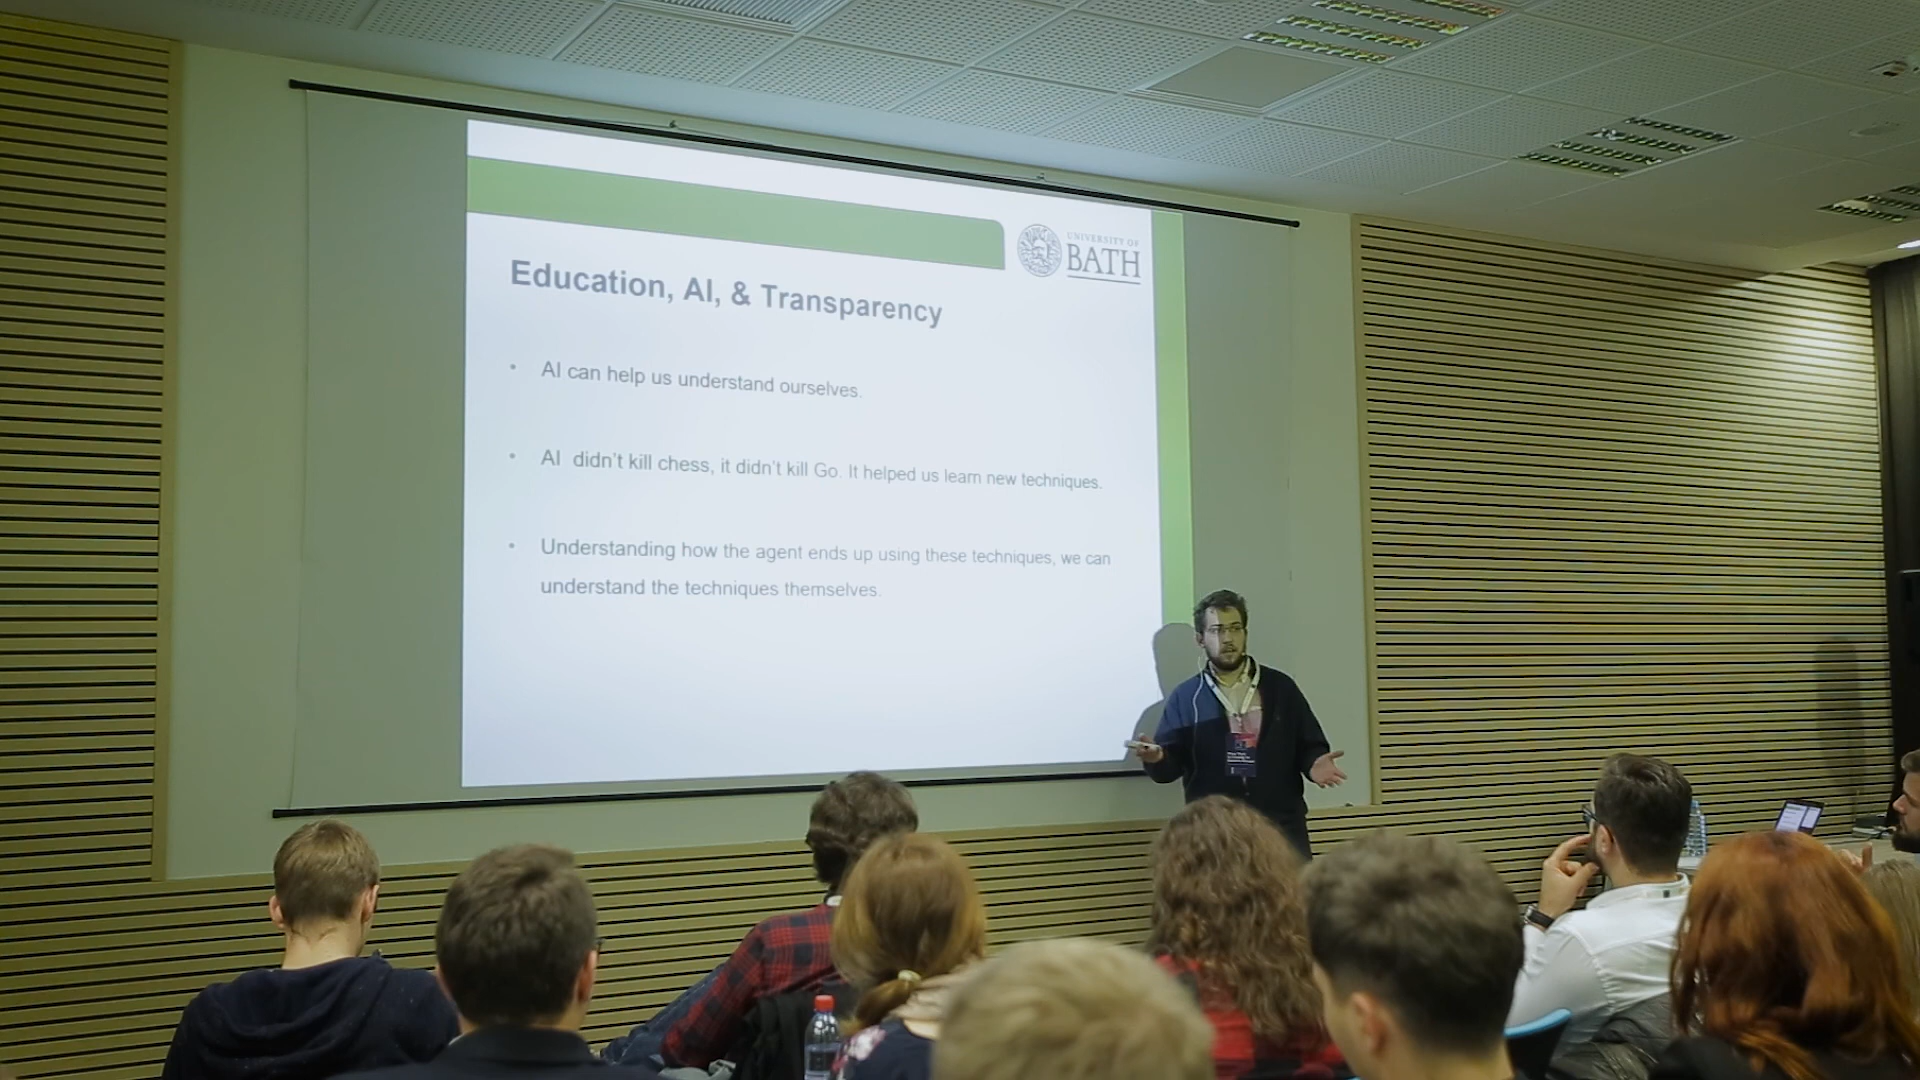 UNIVERSITY OF
BATH
Education, AI, & Transparency
• AI can help us understand ourselves.
• AI didn't kill chess, it didn't kill Go. It helped us learn new techniques.
• Understanding how the agent ends up using these techniques, we can
understand the techniques themselves.